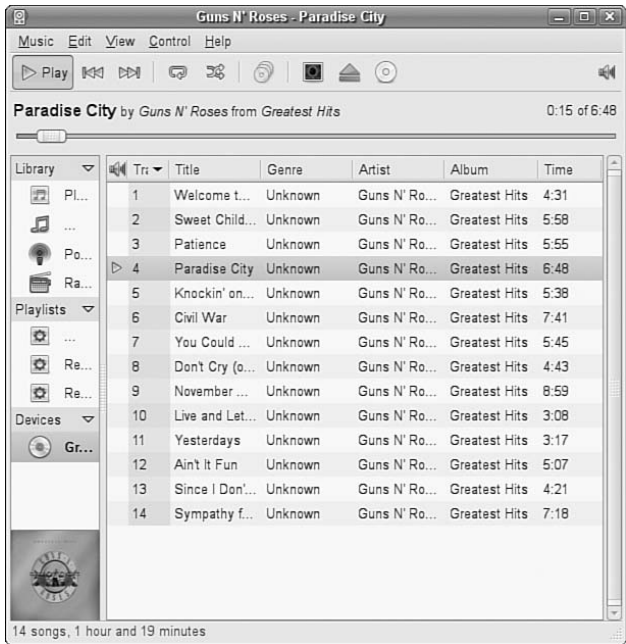 Guns N' Roses - Paradise City
Music Edit View Control Help
Play
Paradise City by Guns N' Roses from Greatest Hits 0:15 of 6:48
Library
Pl...
...
Po...
Ra...
Playlists
...
Re...
Re...
Devices
Gr...
Tra Title Genre Artist Album Time
1 Welcome t... Unknown Guns N' Ro... Greatest Hits 4:31
2 Sweet Child... Unknown Guns N' Ro... Greatest Hits 5:58
3 Patience Unknown Guns N' Ro... Greatest Hits 5:55
4 Paradise City Unknown Guns N' Ro... Greatest Hits 6:48
5 Knockin' on... Unknown Guns N' Ro... Greatest Hits 5:38
6 Civil War Unknown Guns N' Ro... Greatest Hits 7:41
7 You Could ... Unknown Guns N' Ro... Greatest Hits 5:45
8 Don't Cry (o... Unknown Guns N' Ro... Greatest Hits 4:43
9 November ... Unknown Guns N' Ro... Greatest Hits 8:59
10 Live and Let... Unknown Guns N' Ro... Greatest Hits 3:08
11 Yesterdays Unknown Guns N' Ro... Greatest Hits 3:17
12 Ain't It Fun Unknown Guns N' Ro... Greatest Hits 5:07
13 Since I Don'... Unknown Guns N' Ro... Greatest Hits 4:21
14 Sympathy f... Unknown Guns N' Ro... Greatest Hits 7:18
14 songs, 1 hour and 19 minutes